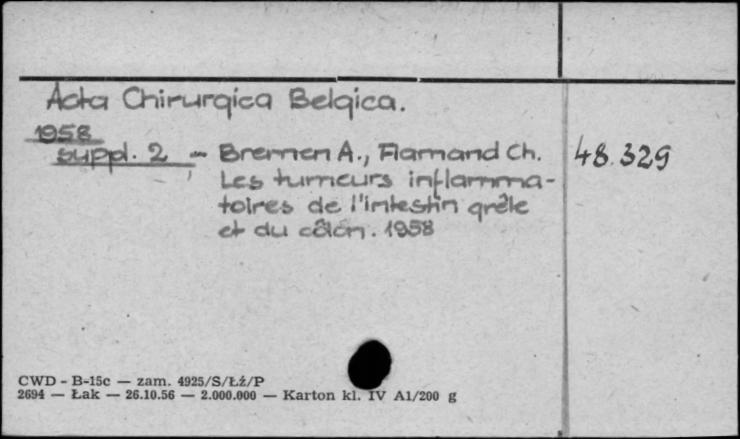 Acta Chirurgica Belgica.
1958
suppl. 2 - Bremen A., Flamand Ch. 48.329
Les tumeurs inflamma-
toires de l'intestin grêle
et du côlon. 1958
CWD - B-15c — zam. 4925/S/Łź/P
2694 — Łak — 26.10.56 — 2.000.000 — Karton kl. IV A1/200 g